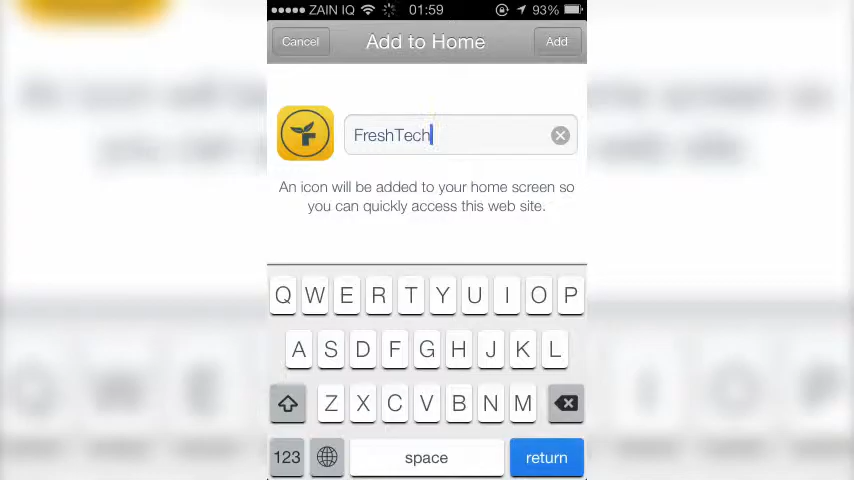 ZAIN IQ 01:59 93%
Cancel Add to Home Add
FreshTech
An icon will be added to your home screen so
you can quickly access this web site.
Q W E R T Y U I O P
A S D F G H J K L
Z X C V B N M
123 space return